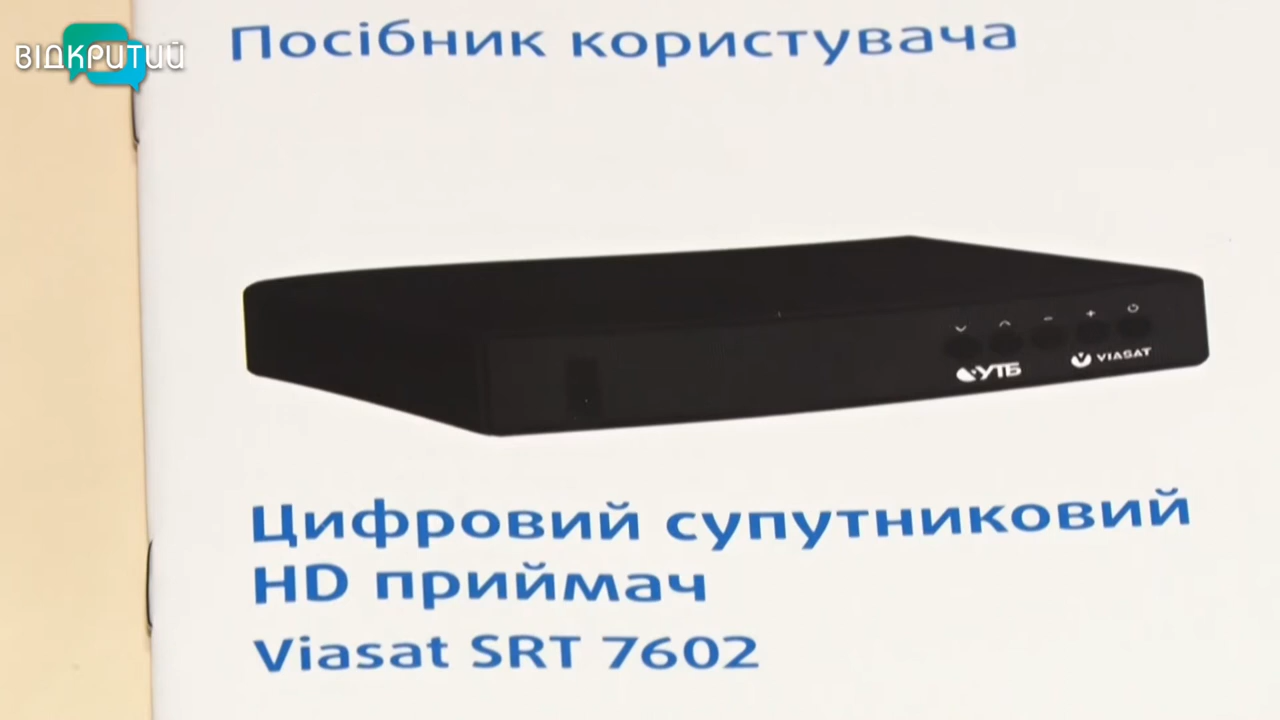 ВІДКРИТИЙ
Посібник користувача
УТБ
VIASAT
Цифровий супутниковий
HD приймач
Viasat SRT 7602